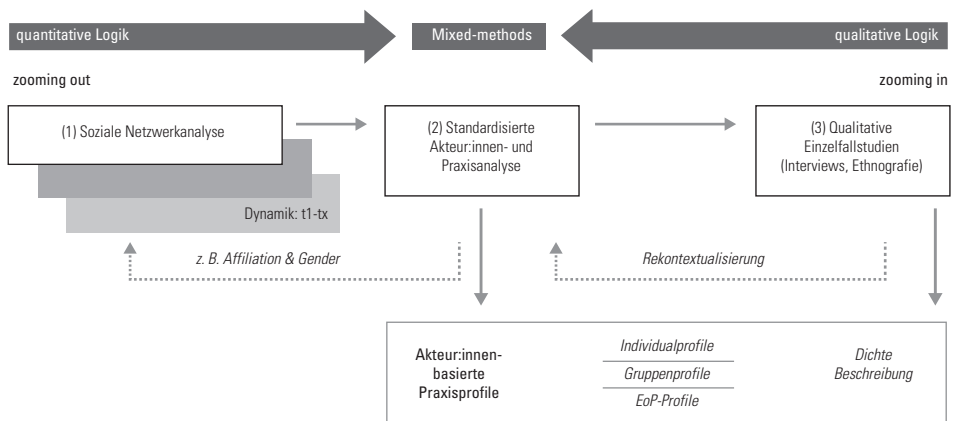 quantitative Logik
Mixed-methods
qualitative Logik
zooming out
zooming in
(1) Soziale Netzwerkanalyse
(2) Standardisierte
Akteur:innen- und
Praxisanalyse
(3) Qualitative
Einzelfallstudien
(Interviews, Ethnografie)
Dynamik: t1-tx
z. B. Affiliation & Gender
Rekontextualisierung
Akteur:innen-
basierte
Praxisprofile
Individualprofile
Gruppenprofile
EoP-Profile
Dichte
Beschreibung